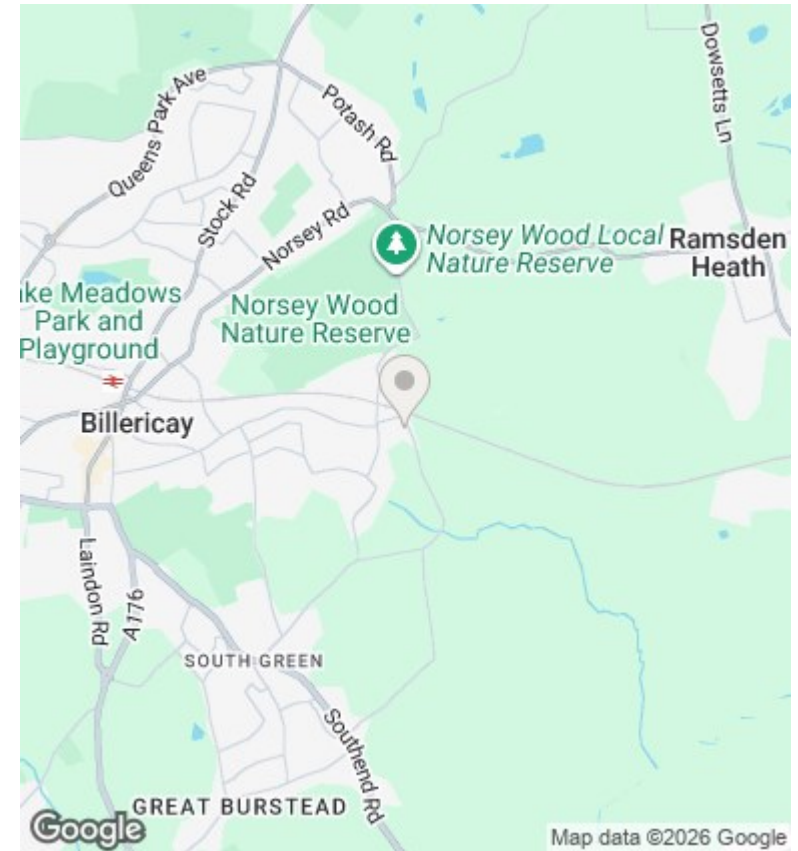 Dowsetts Ln
Queens Park Ave
Potash Rd
Stock Rd
Norsey Rd
Norsey Wood Local
Nature Reserve
Ramsden
Heath
ke Meadows
Park and
Playground
Norsey Wood
Nature Reserve
Billericay
Laindon Rd
A176
SOUTH GREEN
Southend Rd
GREAT BURSTEAD
Google
Map data ©2026 Google